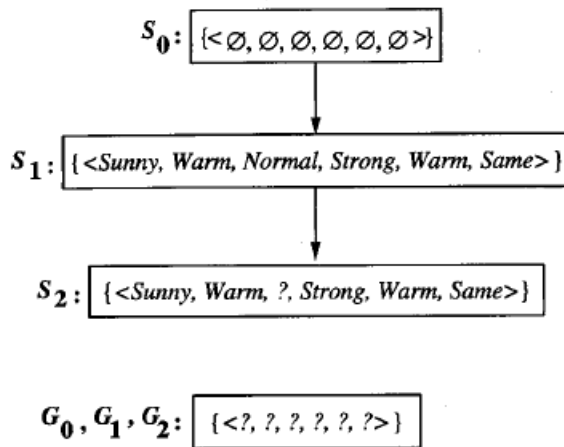 S0: {<∅, ∅, ∅, ∅, ∅, ∅>}
S1: {<Sunny, Warm, Normal, Strong, Warm, Same>}
S2: {<Sunny, Warm, ?, Strong, Warm, Same>}
G0, G1, G2: {<?, ?, ?, ?, ?, ?>}